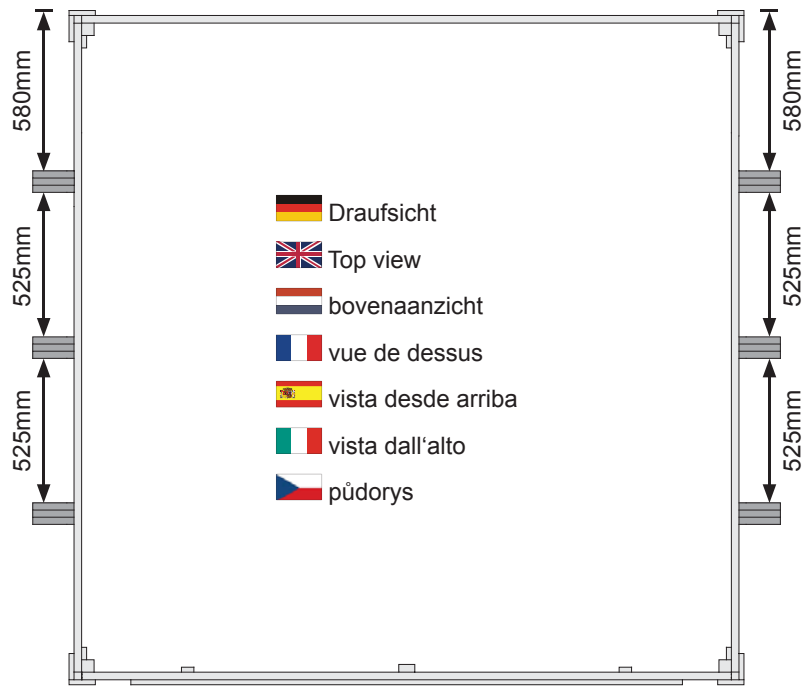 580mm
580mm
Draufsicht
Top view
525mm
525mm
bovenaanzicht
vue de dessus
vista desde arriba
525mm
525mm
vista dall‘alto
půdorys